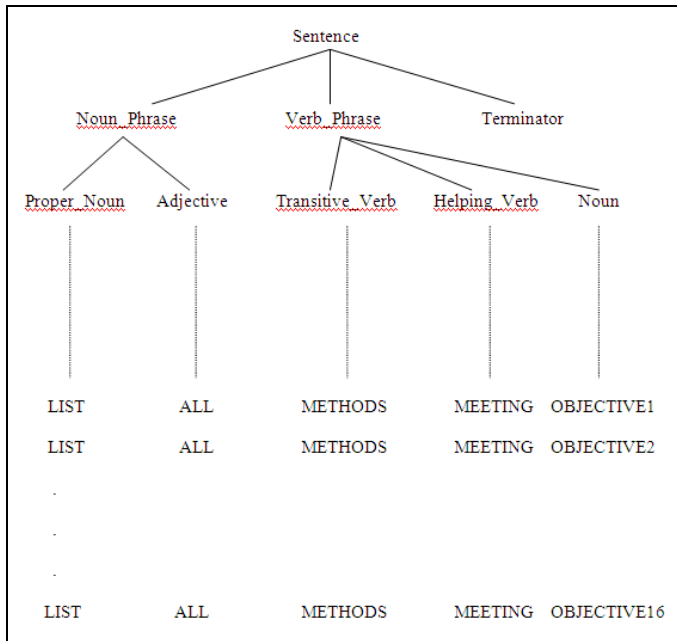 Sentence
Noun_Phrase Verb_Phrase Terminator
Proper_Noun Adjective Transitive_Verb Helping_Verb Noun
LIST ALL METHODS MEETING OBJECTIVE1
LIST ALL METHODS MEETING OBJECTIVE2
.
.
.
LIST ALL METHODS MEETING OBJECTIVE16